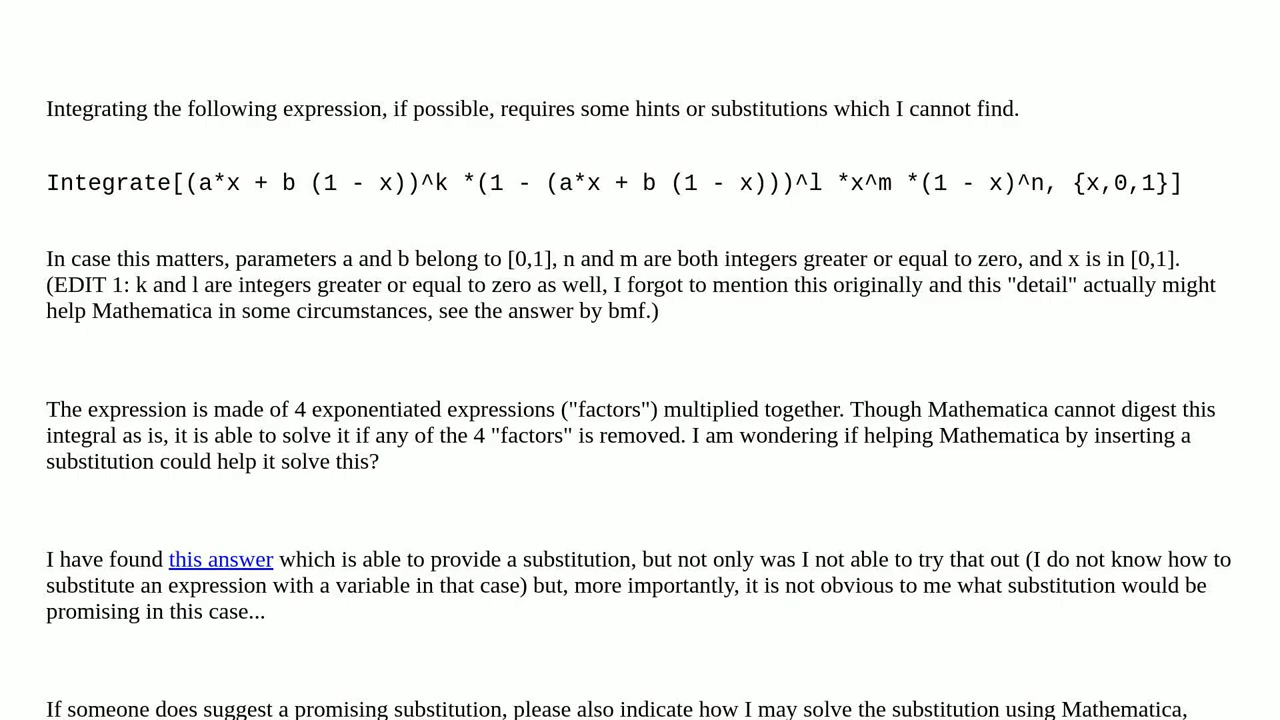 Integrating the following expression, if possible, requires some hints or substitutions which I cannot find.
Integrate[(a*x + b (1 - x))^k *(1 - (a*x + b (1 - x)))^l *x^m *(1 - x)^n, {x,0,1}]
In case this matters, parameters a and b belong to [0,1], n and m are both integers greater or equal to zero, and x is in [0,1].
(EDIT 1: k and l are integers greater or equal to zero as well, I forgot to mention this originally and this "detail" actually might
help Mathematica in some circumstances, see the answer by bmf.)
The expression is made of 4 exponentiated expressions ("factors") multiplied together. Though Mathematica cannot digest this
integral as is, it is able to solve it if any of the 4 "factors" is removed. I am wondering if helping Mathematica by inserting a
substitution could help it solve this?
I have found this answer which is able to provide a substitution, but not only was I not able to try that out (I do not know how to
substitute an expression with a variable in that case) but, more importantly, it is not obvious to me what substitution would be
promising in this case...
If someone does suggest a promising substitution, please also indicate how I may solve the substitution using Mathematica,